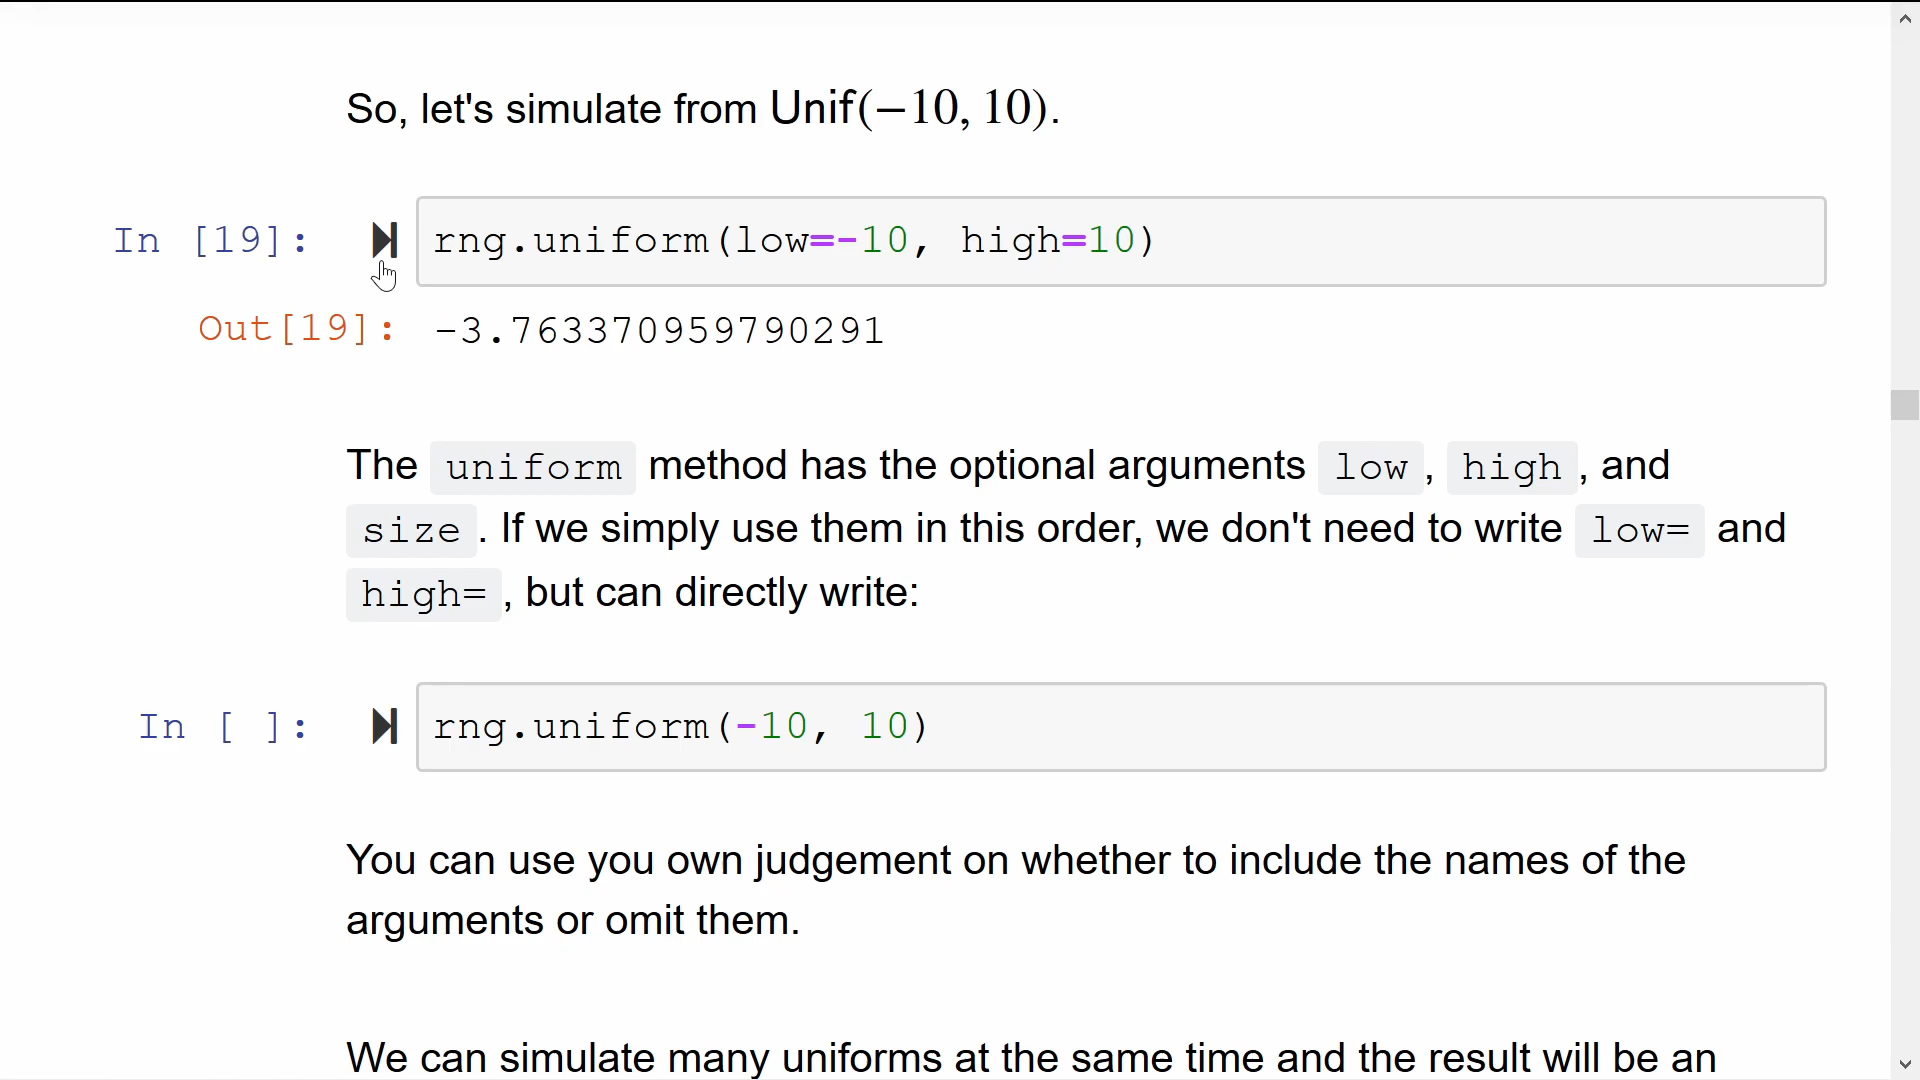 So, let's simulate from Unif(−10, 10).
In [19]: rng.uniform(low=-10, high=10)
Out[19]: -3.763370959790291
The uniform method has the optional arguments low, high, and
size. If we simply use them in this order, we don't need to write low= and
high=, but can directly write:
In [ ]: rng.uniform(-10, 10)
You can use you own judgement on whether to include the names of the
arguments or omit them.
We can simulate many uniforms at the same time and the result will be an